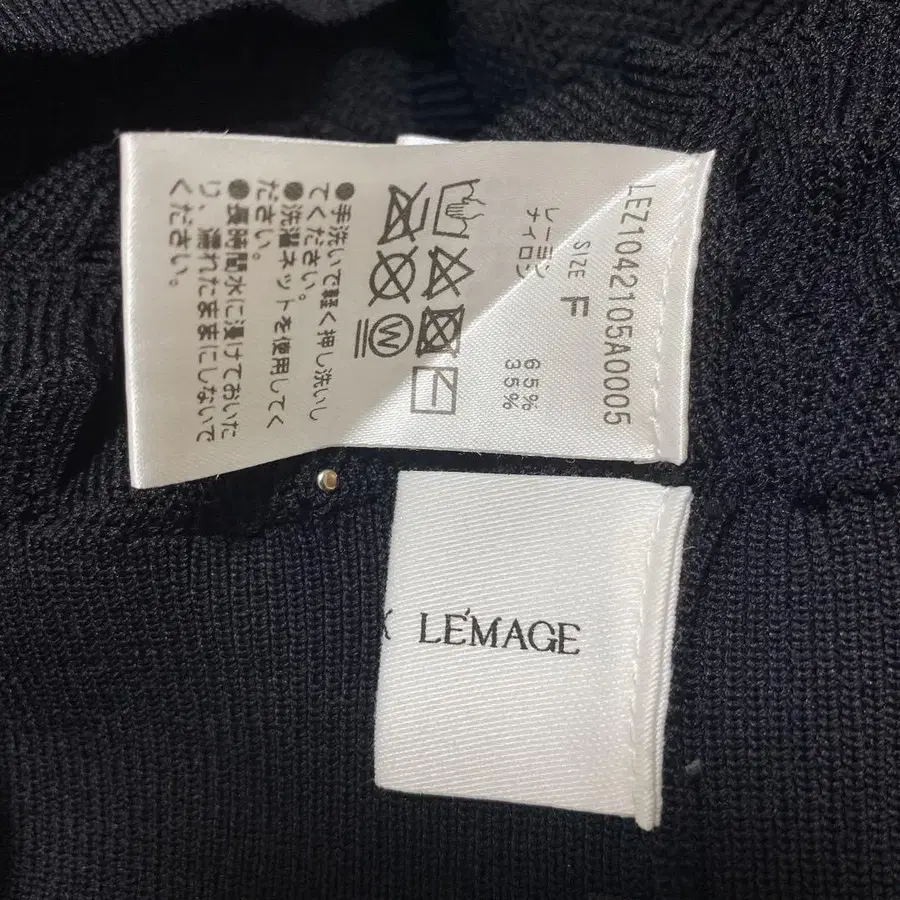 LEZ1042105A0005
SIZE F
レーヨン 65%
ナイロン 35%
W
●手洗いで軽く押し洗いし
てください。
●洗濯ネットを使用してく
ださい。
●長時間水に浸けておいた
り、濡れたままにしないで
ください。
LE'MAGE